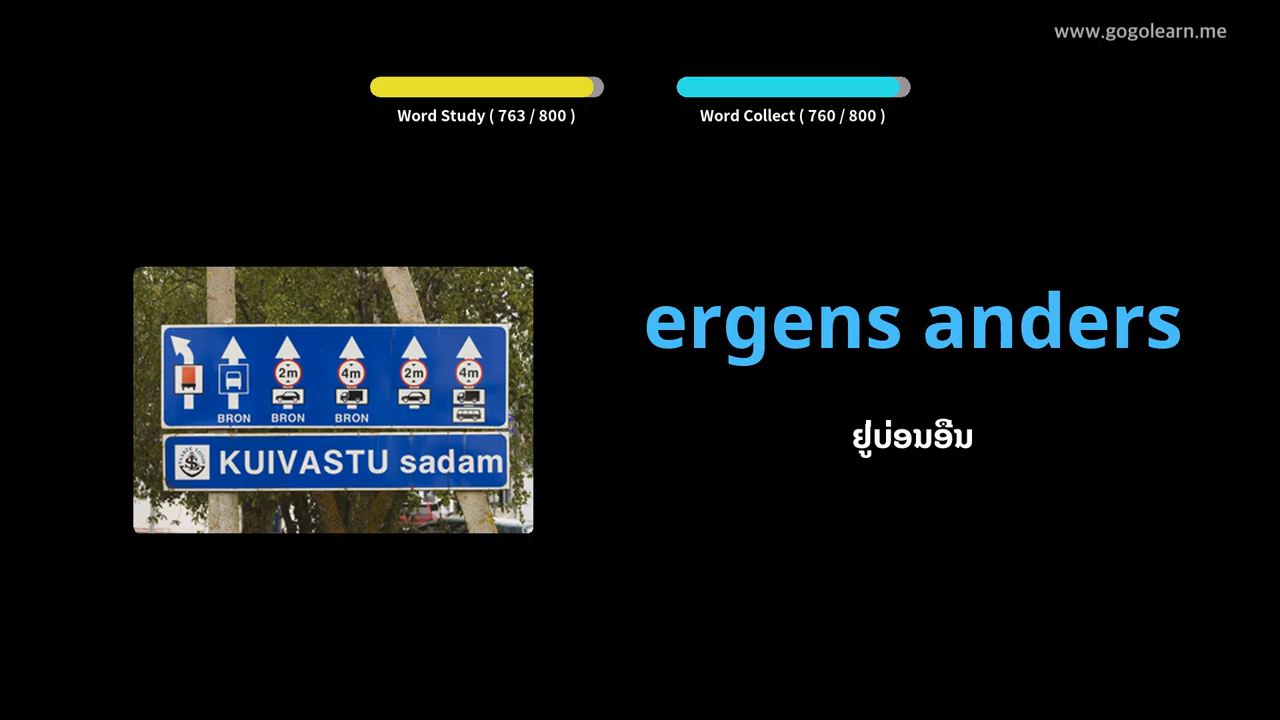 www.gogolearn.me
Word Study ( 763 / 800 )
Word Collect ( 760 / 800 )
ergens anders
ຢູ່ບ່ອນອື່ນ
2m
4m
2m
4m
BRON
BRON
BRON
KUIVASTU sadam